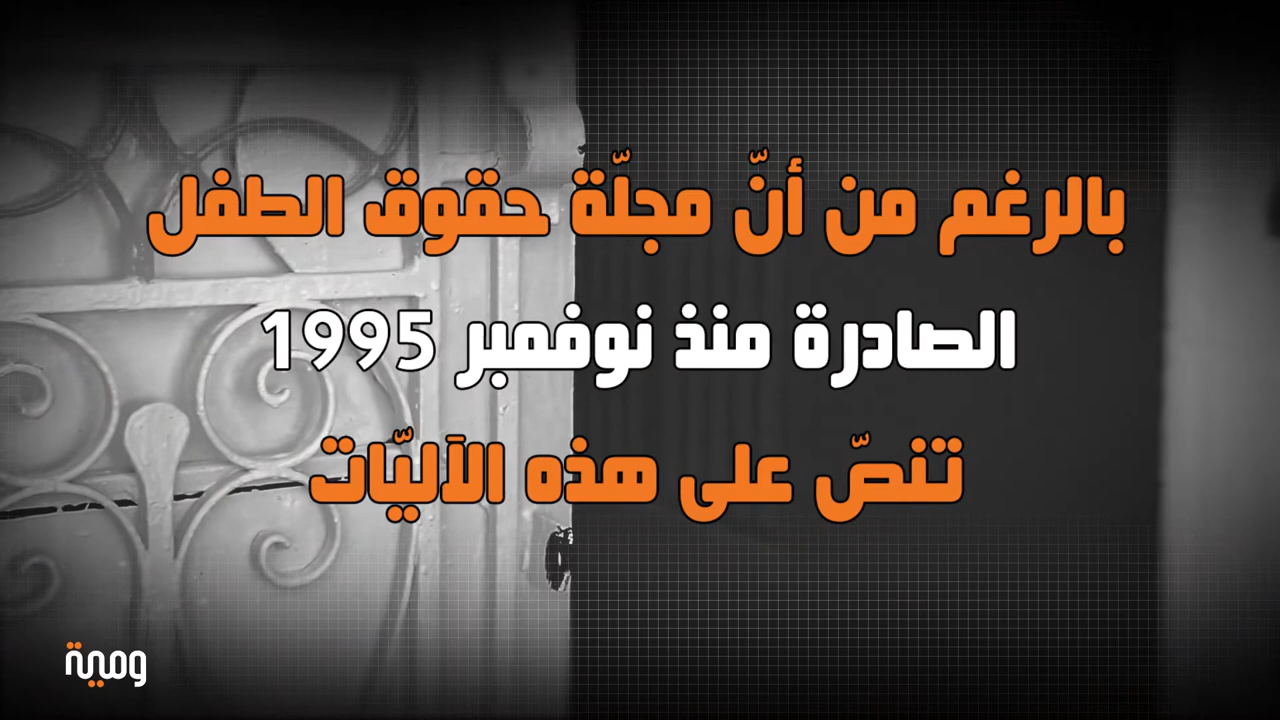 بالرغم من أنّ مجلّة حقوق الطفل
الصادرة منذ نوفمبر 1995
تنصّ على هذه الآليّات
ومية